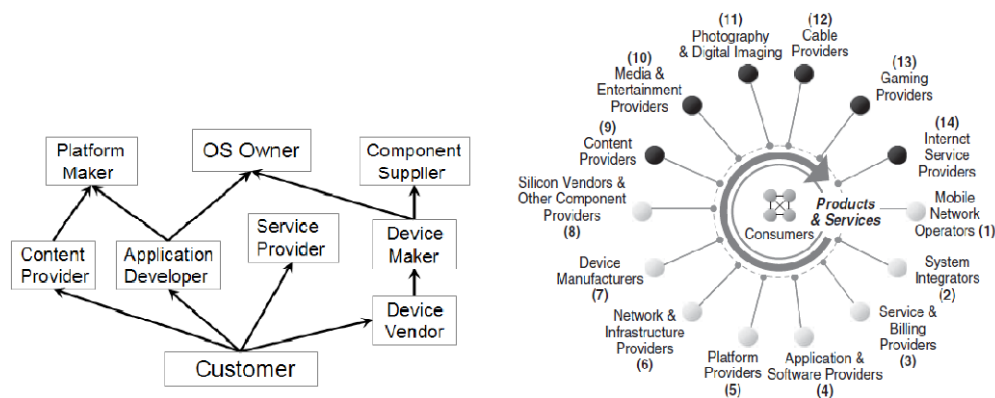 Platform
Maker
OS Owner
Component
Supplier
Content
Provider
Application
Developer
Service
Provider
Device
Maker
Device
Vendor
Customer
(11)
Photography
& Digital Imaging
(12)
Cable
Providers
(10)
Media &
Entertainment
Providers
(13)
Gaming
Providers
(9)
Content
Providers
(14)
Internet
Service
Providers
Silicon Vendors &
Other Component
Providers
(8)
Products
& Services
Consumers
Mobile
Network
Operators (1)
Device
Manufacturers
(7)
System
Integrators
(2)
Network &
Infrastructure
Providers
(6)
Service &
Billing
Providers
(3)
Platform
Providers
(5)
Application &
Software Providers
(4)